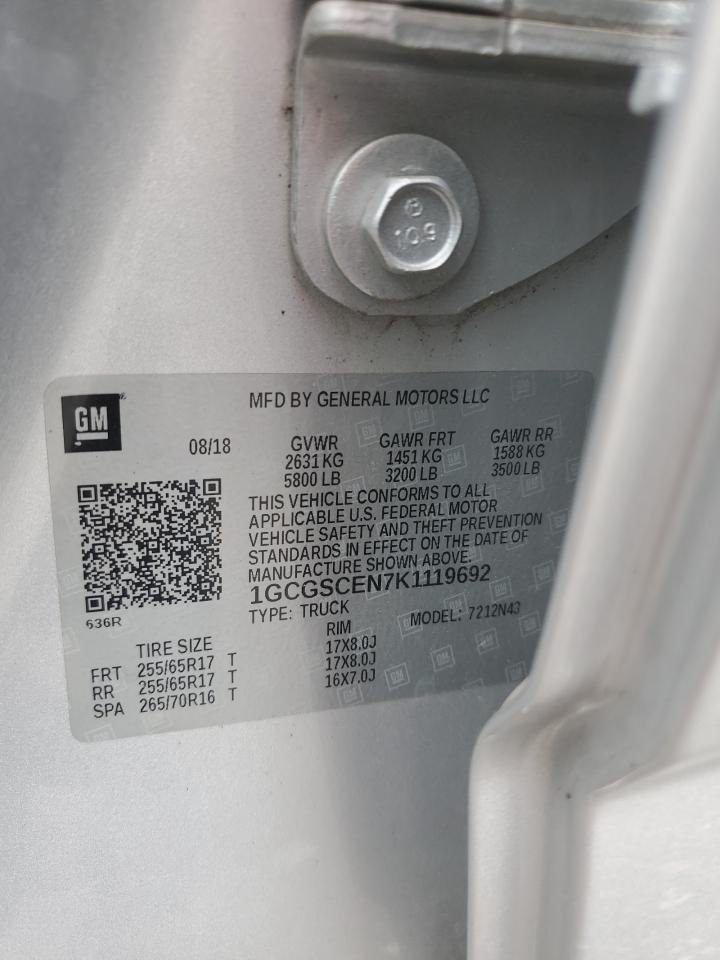 8
10.9
GM
MFD BY GENERAL MOTORS LLC
08/18
GVWR GAWR FRT GAWR RR
2631 KG 1451 KG 1588 KG
5800 LB 3200 LB 3500 LB
THIS VEHICLE CONFORMS TO ALL
APPLICABLE U.S. FEDERAL MOTOR
VEHICLE SAFETY AND THEFT PREVENTION
STANDARDS IN EFFECT ON THE DATE OF
MANUFACTURE SHOWN ABOVE.
1GCGSCEN7K1119692
TYPE: TRUCK MODEL: 7212N43
636R
TIRE SIZE RIM
FRT 255/65R17 T 17X8.0J
RR 255/65R17 T 17X8.0J
SPA 265/70R16 T 16X7.0J